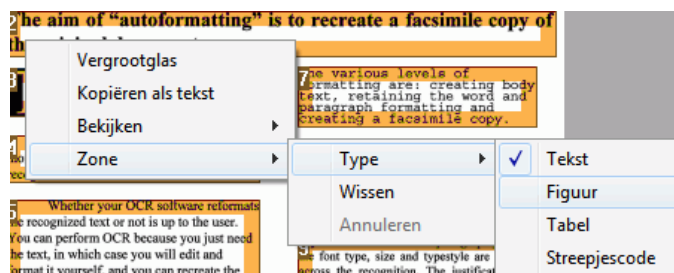 2 The aim of “autoformatting” is to recreate a facsimile copy of
Vergrootglas
Kopiëren als tekst
Bekijken
Zone
Type
Wissen
Annuleren
Tekst
Figuur
Tabel
Streepjescode
7 The various levels of
formatting are: creating body
text, retaining the word and
paragraph formatting and
creating a facsimile copy.
5 Whether your OCR software reformats
the recognized text or not is up to the user.
You can perform OCR because you just need
the text, in which case you will edit and
format it yourself, and you can recreate the
font type, size and typestyle are
across the recognition. The